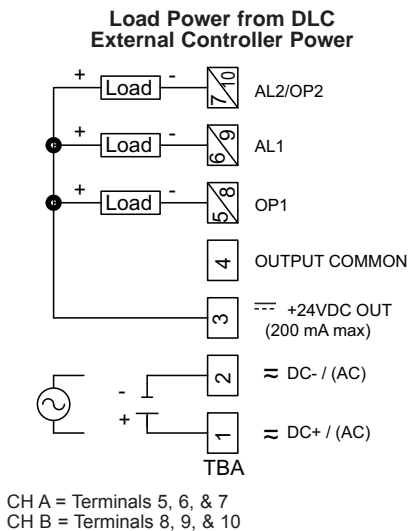 Load Power from DLC
External Controller Power
+ Load - 7 10 AL2/OP2
+ Load - 6 9 AL1
+ Load - 5 8 OP1
4 OUTPUT COMMON
3 +24VDC OUT
(200 mA max)
- 2 ≂ DC- / (AC)
+ 1 ≂ DC+ / (AC)
TBA
CH A = Terminals 5, 6, & 7
CH B = Terminals 8, 9, & 10